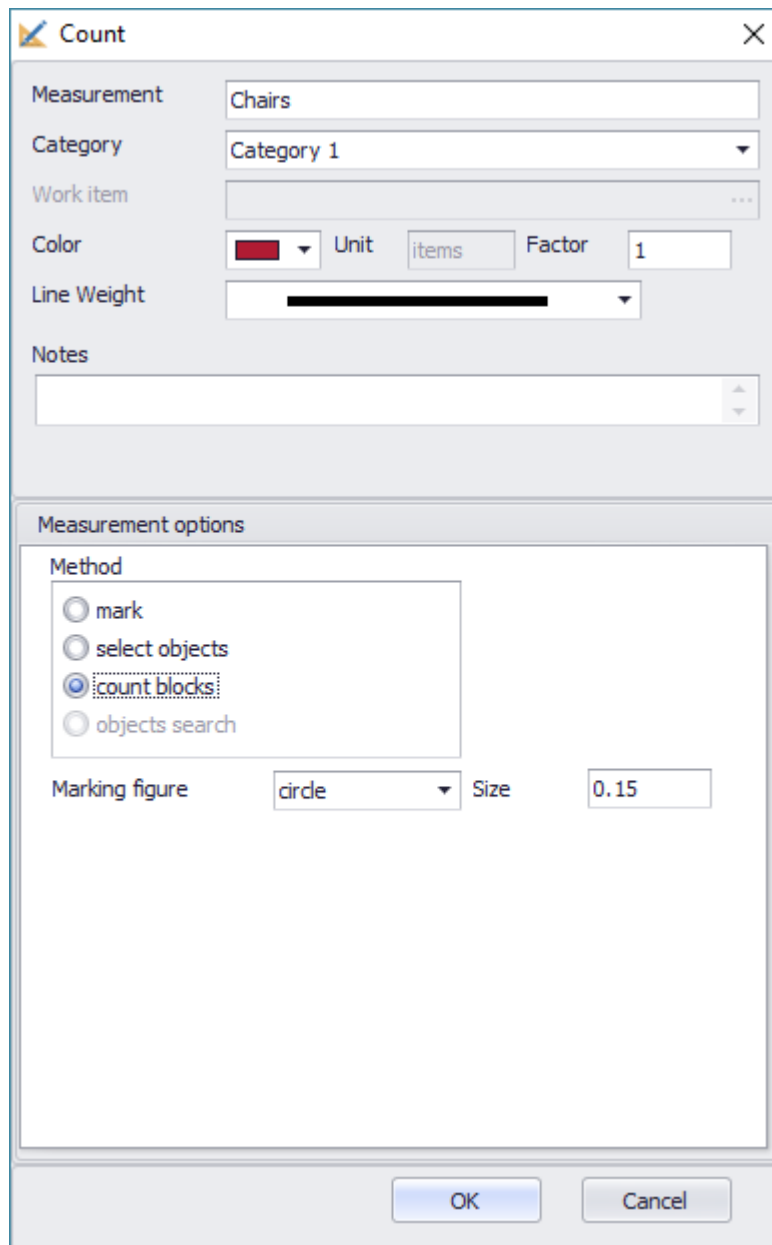 Count
Measurement Chairs
Category Category 1
Work item ...
Color Unit items Factor 1
Line Weight
Notes
Measurement options
Method
mark
select objects
count blocks
objects search
Marking figure circle Size 0.15
OK Cancel